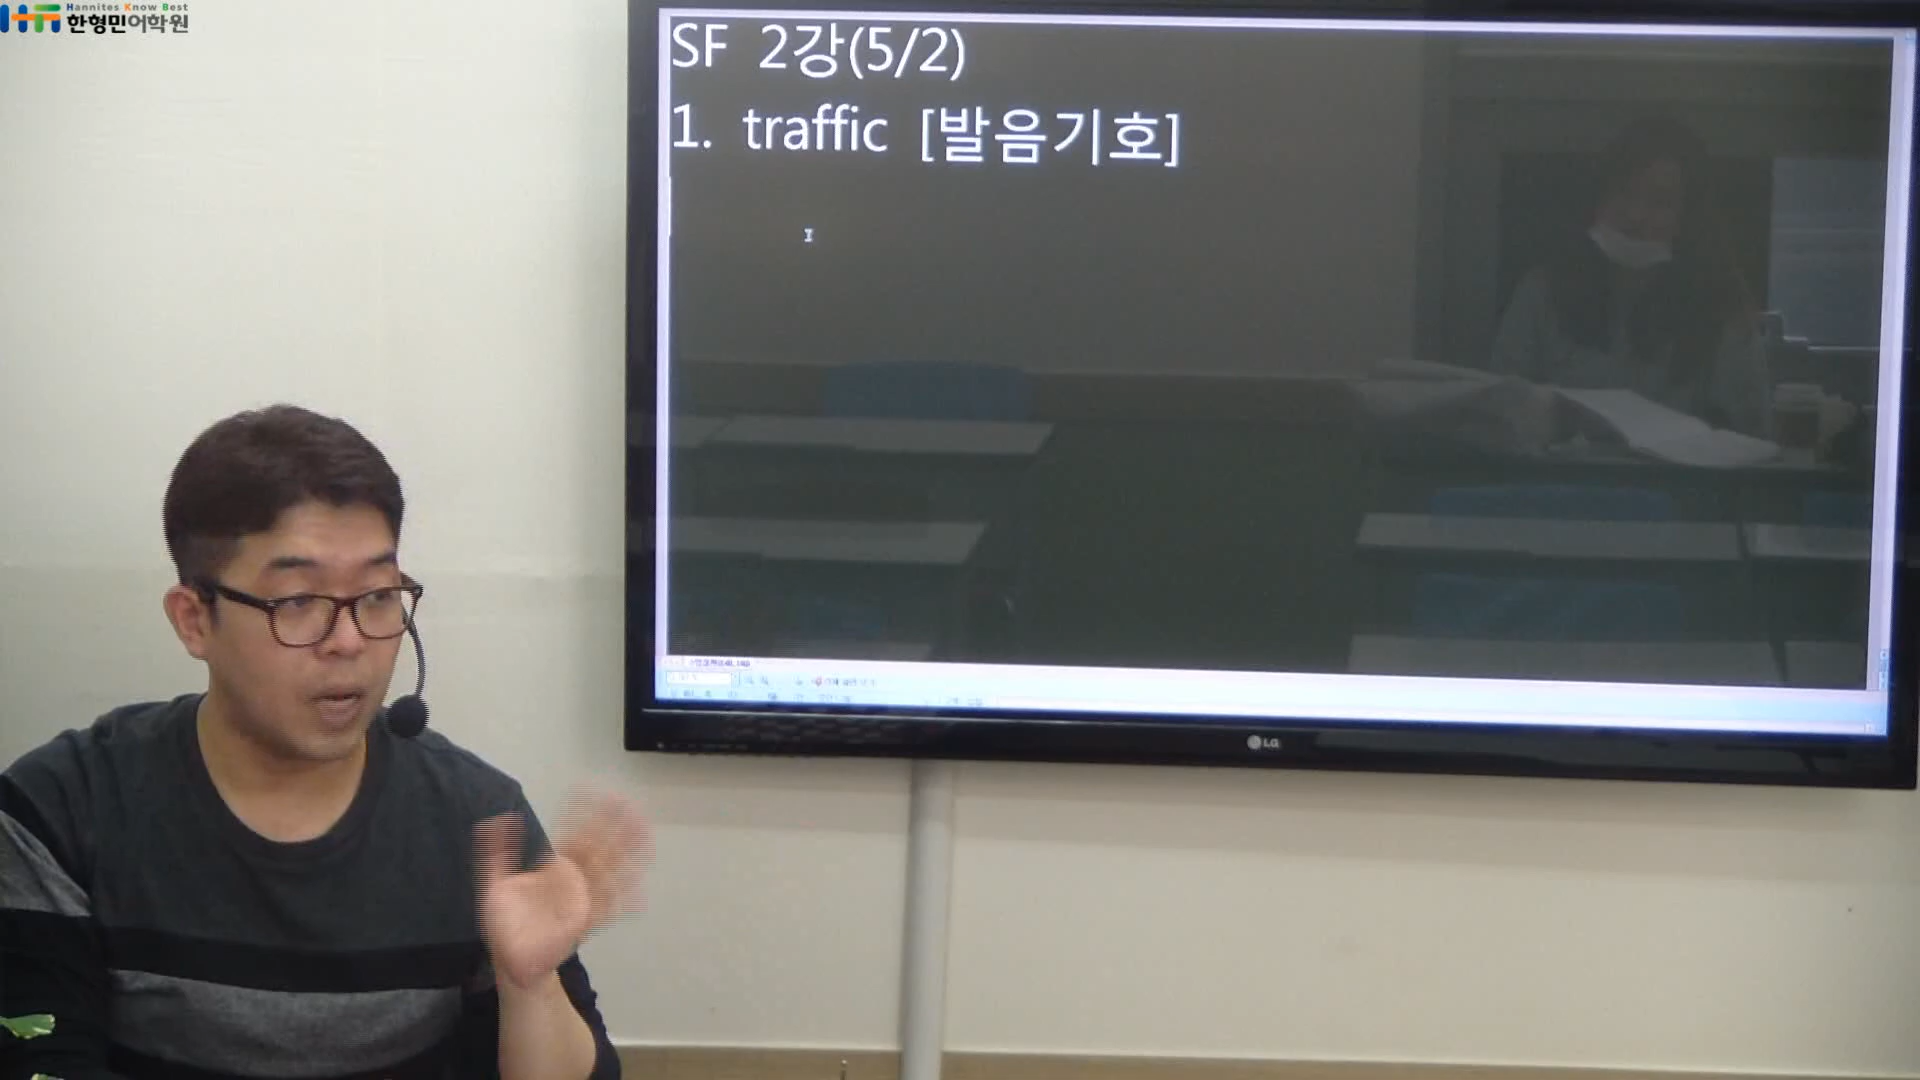 Hannites Know Best
한형민어학원
SF 2강(5/2)
1. traffic [발음기호]
LG